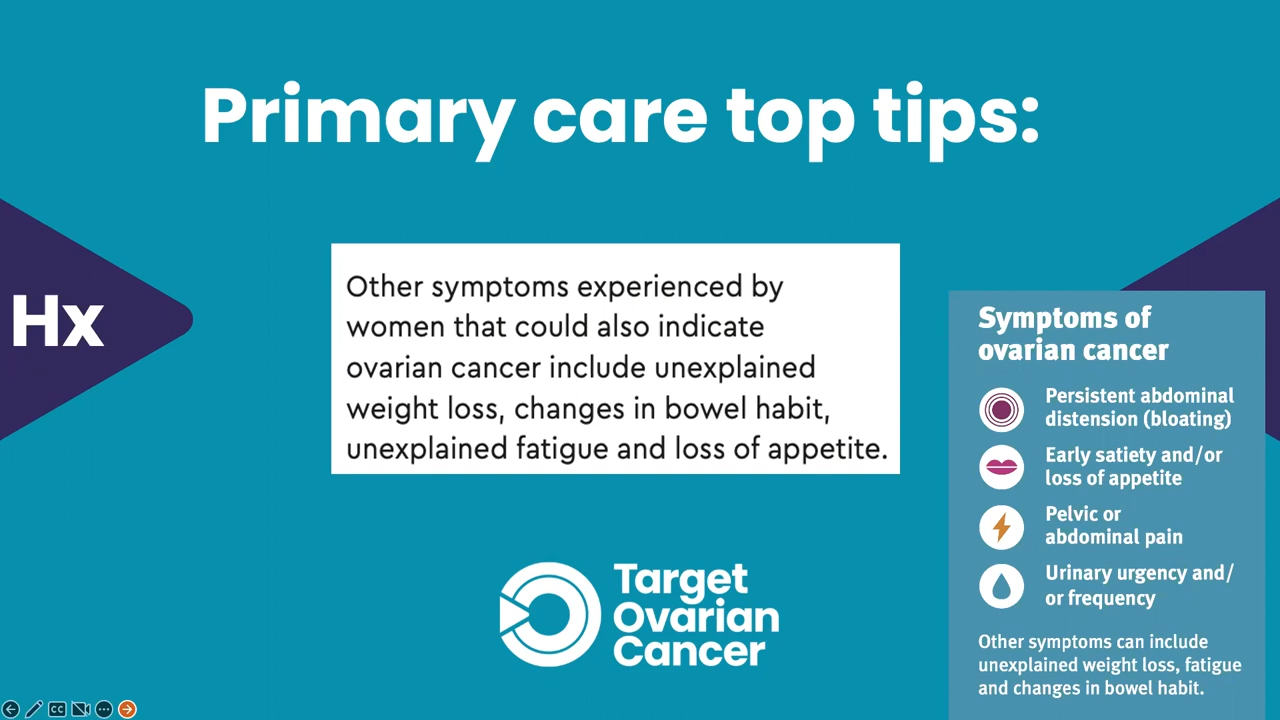 Primary care top tips:
Hx
Other symptoms experienced by
women that could also indicate
ovarian cancer include unexplained
weight loss, changes in bowel habit,
unexplained fatigue and loss of appetite.
Symptoms of
ovarian cancer
Persistent abdominal
distension (bloating)
Early satiety and/or
loss of appetite
Pelvic or
abdominal pain
Urinary urgency and/
or frequency
Other symptoms can include
unexplained weight loss, fatigue
and changes in bowel habit.
Target
Ovarian
Cancer
CC